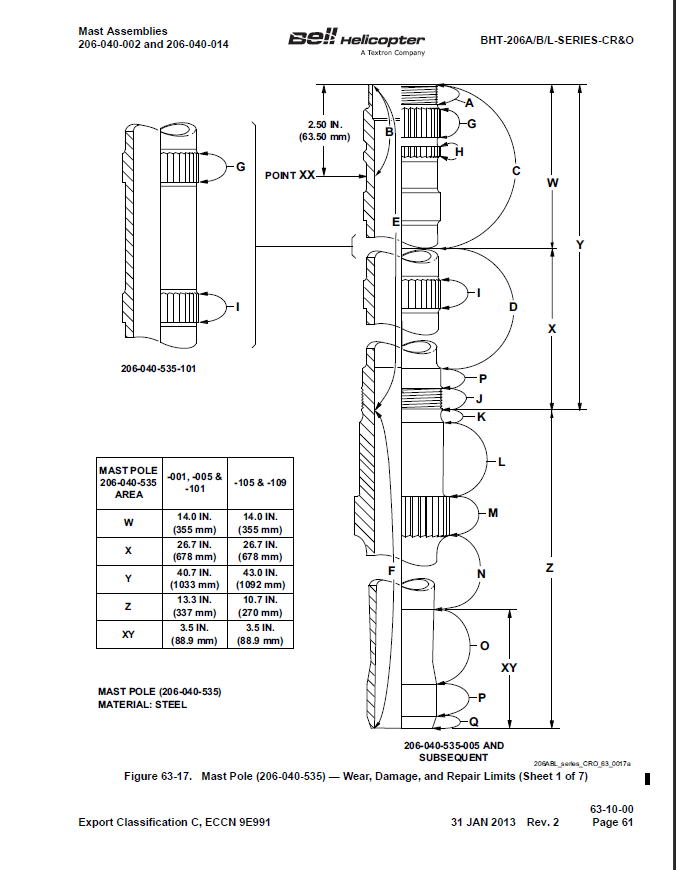 Mast Assemblies
206-040-002 and 206-040-014
Bell Helicopter
A Textron Company
BHT-206A/B/L-SERIES-CR&O
2.50 IN.
(63.50 mm)
POINT XX
A
B
G
H
C
W
E
Y
G
I
206-040-535-101
I
D
X
P
J
K
L
M
F
N
Z
O
XY
P
Q
MAST POLE
206-040-535
AREA
-001, -005 &
-101
-105 & -109
W
14.0 IN.
(355 mm)
14.0 IN.
(355 mm)
X
26.7 IN.
(678 mm)
26.7 IN.
(678 mm)
Y
40.7 IN.
(1033 mm)
43.0 IN.
(1092 mm)
Z
13.3 IN.
(337 mm)
10.7 IN.
(270 mm)
XY
3.5 IN.
(88.9 mm)
3.5 IN.
(88.9 mm)
MAST POLE (206-040-535)
MATERIAL: STEEL
206-040-535-005 AND
SUBSEQUENT
206ABL_series_CRO_63_0017a
Figure 63-17. Mast Pole (206-040-535) — Wear, Damage, and Repair Limits (Sheet 1 of 7)
63-10-00
Export Classification C, ECCN 9E991
31 JAN 2013 Rev. 2
Page 61